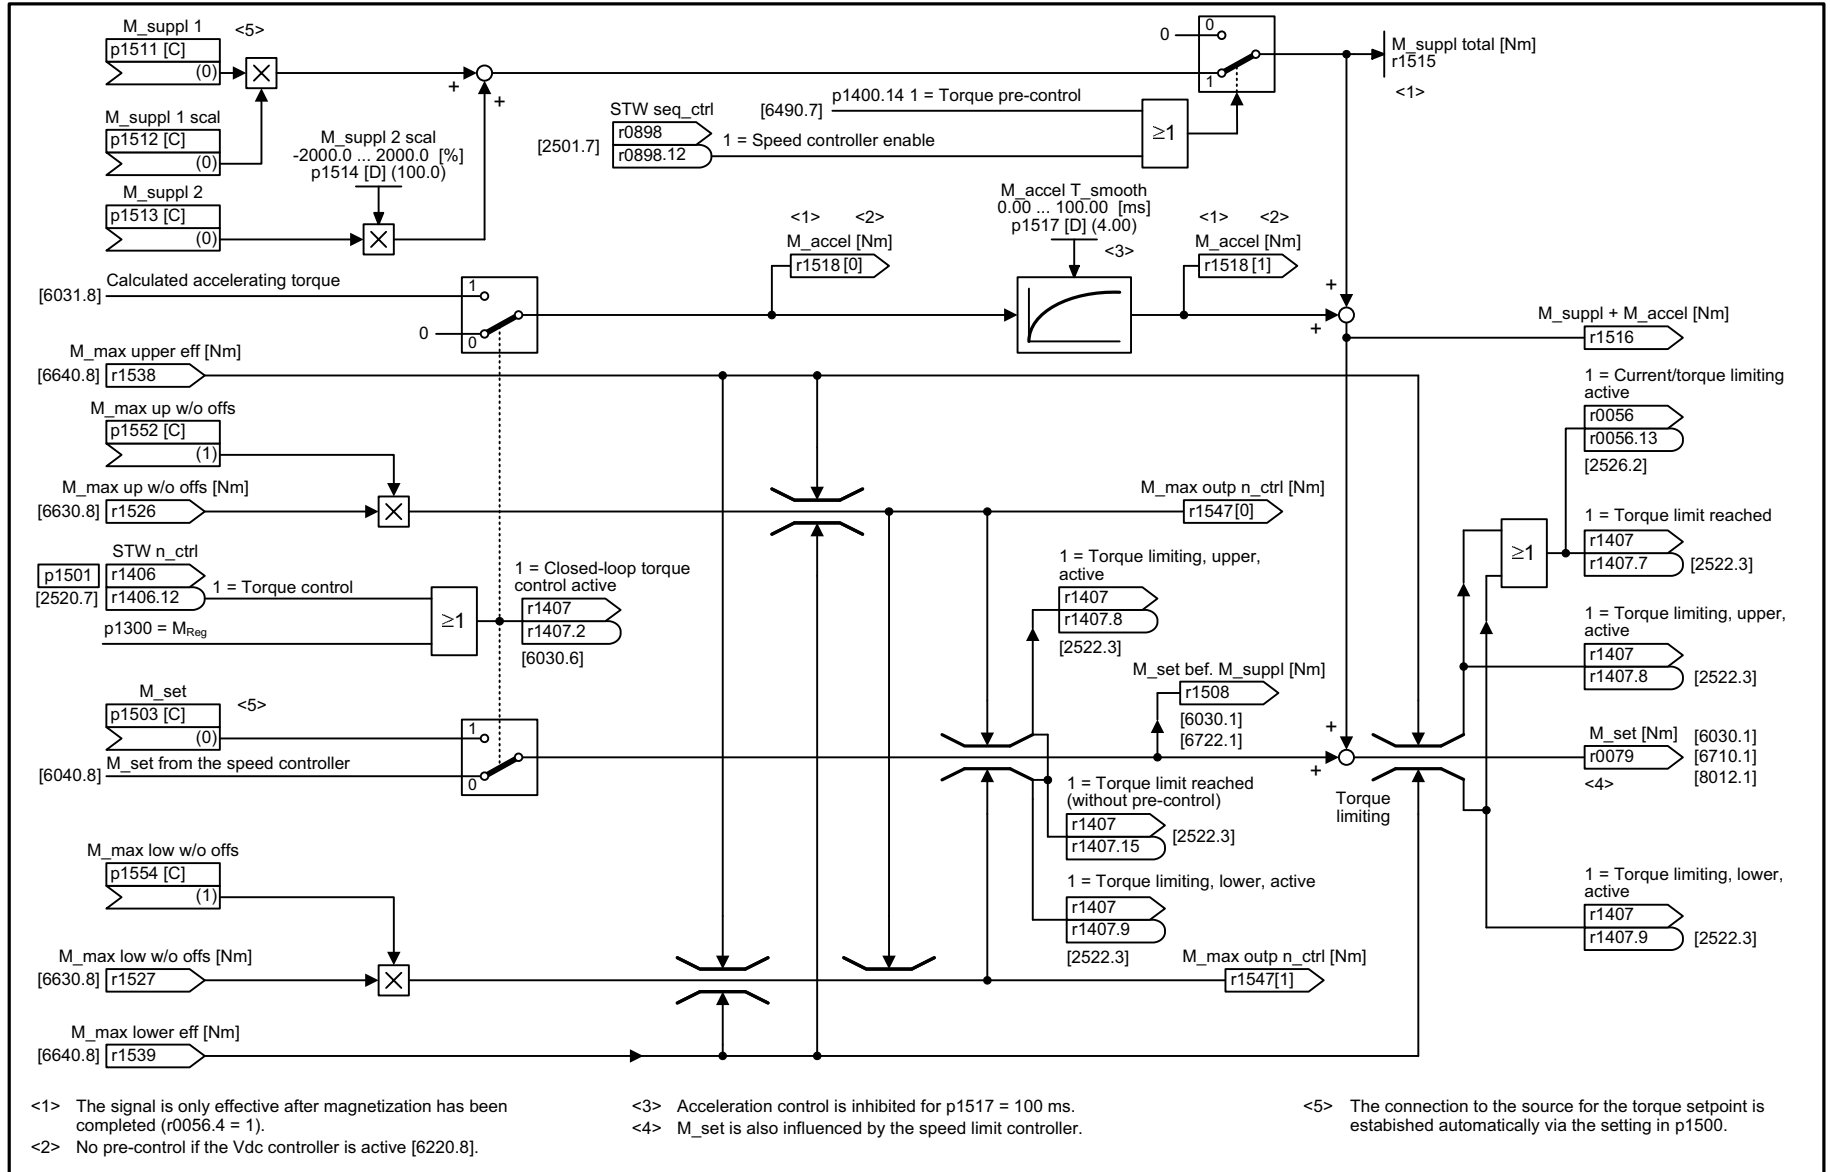 M_suppl 1
<5>
p1511 [C]
(0)
M_suppl 1 scal
p1512 [C]
(0)
M_suppl 2 scal
-2000.0 ... 2000.0 [%]
p1514 [D] (100.0)
M_suppl 2
p1513 [C]
(0)
+
+
0
0
1
M_suppl total [Nm]
r1515
<1>
[6490.7]
p1400.14 1 = Torque pre-control
STW seq_ctrl
[2501.7]
r0898
r0898.12
1 = Speed controller enable
≥1
M_accel T_smooth
0.00 ... 100.00 [ms]
p1517 [D] (4.00)
<3>
<1> <2>
M_accel [Nm]
r1518 [0]
<1> <2>
M_accel [Nm]
r1518 [1]
[6031.8]
Calculated accelerating torque
1
0
0
+
+
M_suppl + M_accel [Nm]
r1516
M_max upper eff [Nm]
[6640.8]
r1538
M_max up w/o offs
p1552 [C]
(1)
M_max up w/o offs [Nm]
[6630.8]
r1526
M_max outp n_ctrl [Nm]
r1547[0]
1 = Current/torque limiting
active
r0056
r0056.13
[2526.2]
≥1
1 = Torque limit reached
r1407
r1407.7
[2522.3]
STW n_ctrl
p1501
[2520.7]
r1406
r1406.12
1 = Torque control
p1300 = MReg
≥1
1 = Closed-loop torque
control active
r1407
r1407.2
[6030.6]
1 = Torque limiting, upper,
active
r1407
r1407.8
[2522.3]
1 = Torque limiting, upper,
active
r1407
r1407.8
[2522.3]
M_set bef. M_suppl [Nm]
r1508
[6030.1]
[6722.1]
M_set
<5>
p1503 [C]
(0)
[6040.8]
M_set from the speed controller
1
0
+
+
Torque
limiting
M_set [Nm]
r0079
<4>
[6030.1]
[6710.1]
[8012.1]
1 = Torque limit reached
(without pre-control)
r1407
r1407.15
[2522.3]
1 = Torque limiting, lower, active
r1407
r1407.9
[2522.3]
1 = Torque limiting, lower,
active
r1407
r1407.9
[2522.3]
M_max low w/o offs
p1554 [C]
(1)
M_max low w/o offs [Nm]
[6630.8]
r1527
M_max outp n_ctrl [Nm]
r1547[1]
M_max lower eff [Nm]
[6640.8]
r1539
<1> The signal is only effective after magnetization has been
completed (r0056.4 = 1).
<2> No pre-control if the Vdc controller is active [6220.8].
<3> Acceleration control is inhibited for p1517 = 100 ms.
<4> M_set is also influenced by the speed limit controller.
<5> The connection to the source for the torque setpoint is
estabished automatically via the setting in p1500.